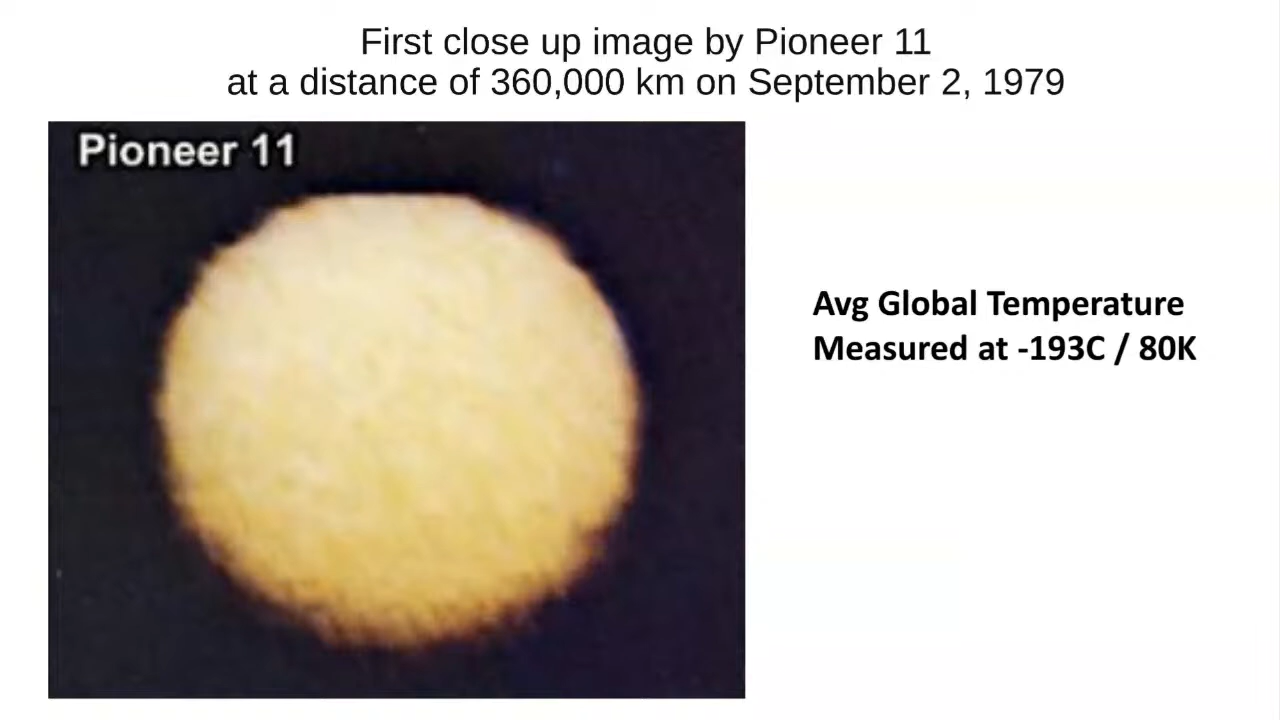 First close up image by Pioneer 11
at a distance of 360,000 km on September 2, 1979
Pioneer 11
Avg Global Temperature
Measured at -193C / 80K